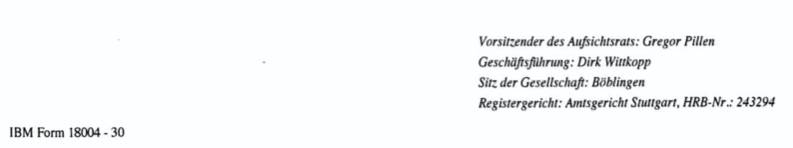 Vorsitzender des Aufsichtsrats: Gregor Pillen
Geschäftsführung: Dirk Wittkopp
Sitz der Gesellschaft: Böblingen
Registergericht: Amtsgericht Stuttgart, HRB-Nr.: 243294
IBM Form 18004 - 30